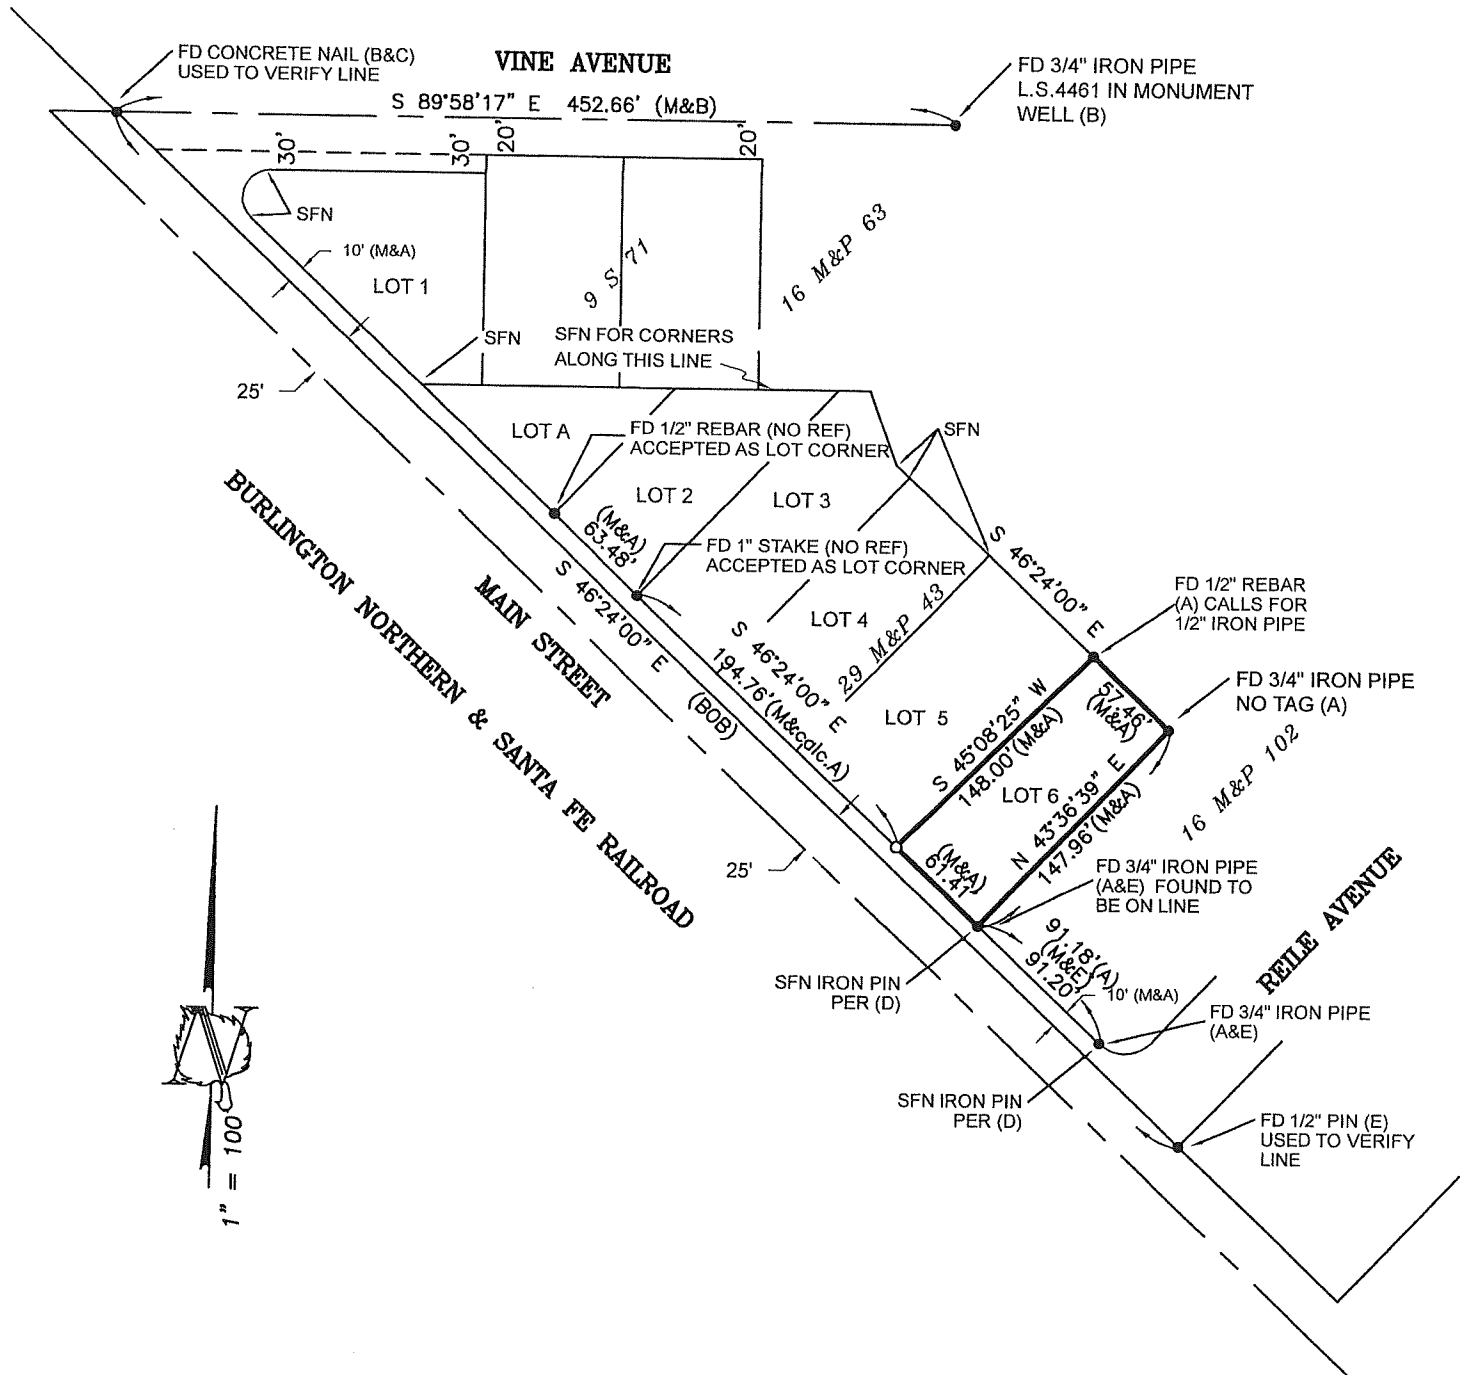 FD CONCRETE NAIL (B&C)
USED TO VERIFY LINE
VINE AVENUE
S 89°58'17" E 452.66' (M&B)
FD 3/4" IRON PIPE
L.S.4461 IN MONUMENT
WELL (B)
30'
30'
20'
20'
SFN
10' (M&A)
LOT 1
9 S 71
16 M&P 63
SFN
SFN FOR CORNERS
ALONG THIS LINE
25'
LOT A
FD 1/2" REBAR (NO REF)
ACCEPTED AS LOT CORNER
SFN
LOT 2
LOT 3
(M&A)
63.48'
FD 1" STAKE (NO REF)
ACCEPTED AS LOT CORNER
S 46°24'00" E
BURLINGTON NORTHERN & SANTA FE RAILROAD
MAIN STREET
S 46°24'00" E
(BOB)
LOT 4
29 M&P 43
S 46°24'00" E
194.76'(M&calc.A)
FD 1/2" REBAR
(A) CALLS FOR
1/2" IRON PIPE
57.46'
(M&A)
FD 3/4" IRON PIPE
NO TAG (A)
LOT 5
S 45°08'25" W
148.00'(M&A)
LOT 6
N 43°36'39" E
147.96'(M&A)
16 M&P 102
(M&A)
61.41'
25'
FD 3/4" IRON PIPE
(A&E) FOUND TO
BE ON LINE
REILE AVENUE
91.18'(A)
(M&E)
91.20'
SFN IRON PIN
PER (D)
10' (M&A)
FD 3/4" IRON PIPE
(A&E)
SFN IRON PIN
PER (D)
FD 1/2" PIN (E)
USED TO VERIFY
LINE
N
1" = 100'